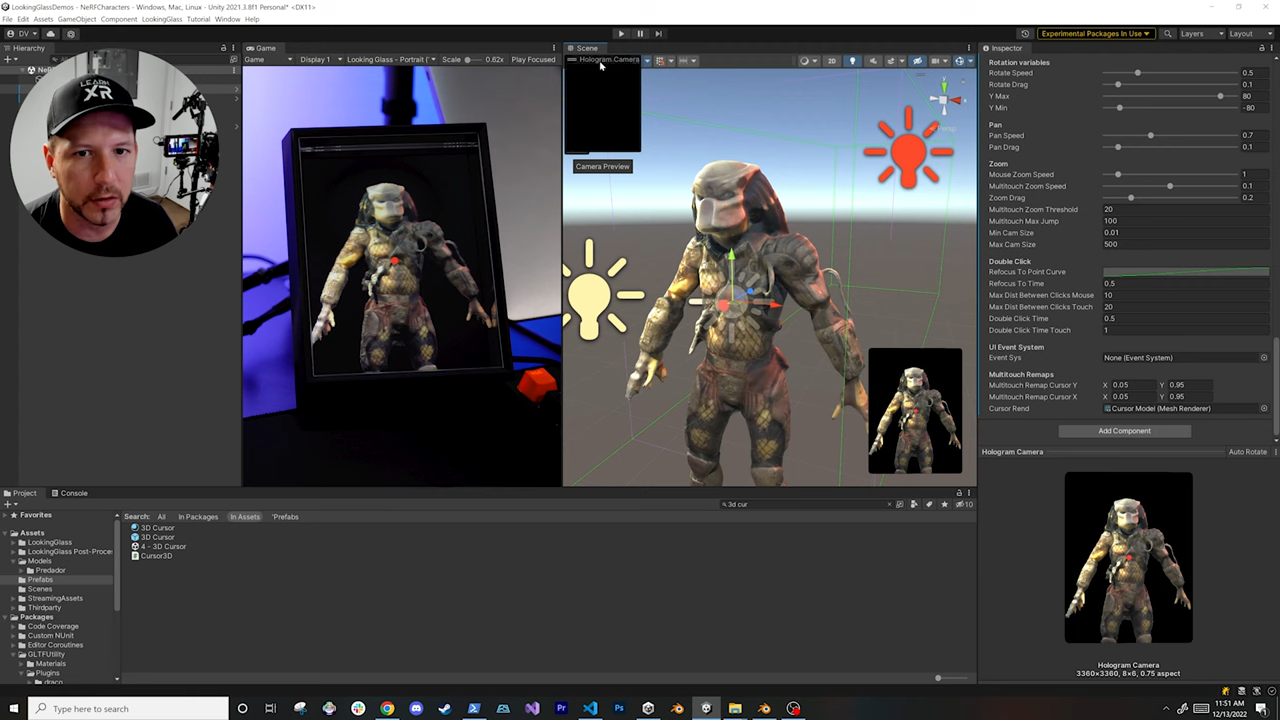 LookingGlassDemos - NeRFCharacters - Windows, Mac, Linux - Unity 2021.3.8f1 Personal* <DX11>
File Edit Assets GameObject Component LookingGlass Tutorial Window Help
DV
Experimental Packages In Use
Layers
Layout
Hierarchy
Game
Scene
Inspector
LEARN
XR
Game
Display 1
Looking Glass - Portrait (
Scale
0.62x
Play Focused
Hologram Camera
2D
Camera Preview
Persp
Rotation variables
Rotate Speed 0.5
Rotate Drag 0.1
Y Max 80
Y Min -80
Pan
Pan Speed 0.7
Pan Drag 0.1
Zoom
Mouse Zoom Speed 1
Multitouch Zoom Speed 0.1
Zoom Drag 0.2
Multitouch Zoom Threshold 20
Multitouch Max Jump 100
Min Cam Size 0.01
Max Cam Size 500
Double Click
Refocus To Point Curve
Refocus To Time 0.5
Max Dist Between Clicks Mouse 10
Max Dist Between Clicks Touch 20
Double Click Time 0.5
Double Click Time Touch 1
UI Event System
Event Sys None (Event System)
Multitouch Remaps
Multitouch Remap Cursor Y X 0.05 Y 0.95
Multitouch Remap Cursor X X 0.05 Y 0.95
Cursor Rend Cursor Model (Mesh Renderer)
Add Component
Hologram Camera Auto Rotate
Hologram Camera
3360×3360, 8×6, 0.75 aspect
Project Console
3d cur
10
Favorites
Assets
LookingGlass
LookingGlass Post-Proce
Models
Predador
Prefabs
Scenes
StreamingAssets
Thirdparty
Packages
Code Coverage
Custom NUnit
Editor Coroutines
GLTFUtility
Materials
Plugins
draco
Search: All In Packages In Assets 'Prefabs'
3D Cursor
3D Cursor
4 - 3D Cursor
Cursor3D
Type here to search
11:51 AM
12/13/2022